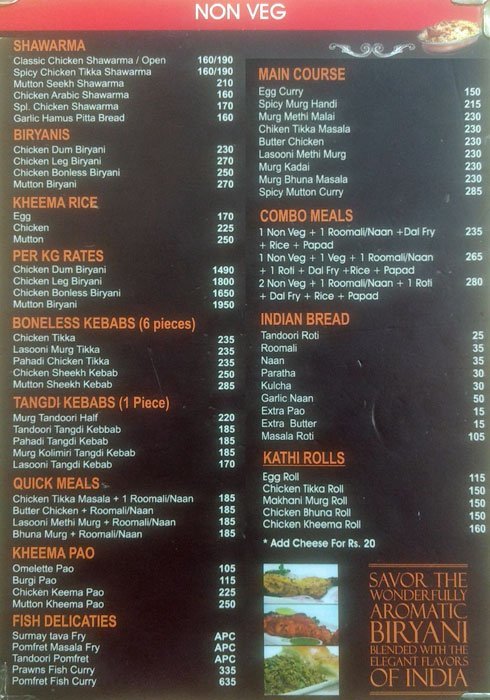 NON VEG
SHAWARMA
Classic Chicken Shawarma / Open 160/190
Spicy Chicken Tikka Shawarma 160/190
Mutton Seekh Shawarma 210
Chicken Arabic Shawarma 160
Spl. Chicken Shawarma 170
Garlic Hamus Pitta Bread 160
BIRYANIS
Chicken Dum Biryani 230
Chicken Leg Biryani 270
Chicken Bonless Biryani 250
Mutton Biryani 270
KHEEMA RICE
Egg 170
Chicken 225
Mutton 250
PER KG RATES
Chicken Dum Biryani 1490
Chicken Leg Biryani 1800
Chicken Bonless Biryani 1650
Mutton Biryani 1950
BONELESS KEBABS (6 pieces)
Chicken Tikka 235
Lasooni Murg Tikka 235
Pahadi Chicken Tikka 235
Chicken Sheekh Kebab 250
Mutton Sheekh Kebab 285
TANGDI KEBABS (1 Piece)
Murg Tandoori Half 220
Tandoori Tangdi Kebbab 185
Pahadi Tangdi Kebab 185
Murg Kolimiri Tangdi Kebab 185
Lasooni Tangdi Kebab 170
QUICK MEALS
Chicken Tikka Masala + 1 Roomali/Naan 185
Butter Chicken + Roomali/Naan 185
Lasooni Methi Murg + Roomali/Naan 185
Bhuna Murg + Roomali/Naan 185
KHEEMA PAO
Omelette Pao 105
Burgi Pao 115
Chicken Keema Pao 225
Mutton Kheema Pao 250
FISH DELICATIES
Surmay tava Fry APC
Pomfret Masala Fry APC
Tandoori Pomfret APC
Prawns Fish Curry 335
Pomfret Fish Curry 635
MAIN COURSE
Egg Curry 150
Spicy Murg Handi 215
Murg Methi Malai 230
Chiken Tikka Masala 230
Butter Chicken 230
Lasooni Methi Murg 230
Murg Kadai 230
Murg Bhuna Masala 230
Spicy Mutton Curry 285
COMBO MEALS
1 Non Veg + 1 Roomali/Naan +Dal Fry 235
+ Rice + Papad
1 Non Veg + 1 Veg + 1 Roomali/Naan 265
+ 1 Roti + Dal Fry +Rice + Papad
2 Non Veg + 1 Roomali/Naan + 1 Roti 280
+ Dal Fry + Rice + Papad
INDIAN BREAD
Tandoori Roti 25
Roomali 35
Naan 35
Paratha 30
Kulcha 30
Garlic Naan 50
Extra Pao 15
Extra Butter 15
Masala Roti 105
KATHI ROLLS
Egg Roll 115
Chicken Tikka Roll 150
Makhani Murg Roll 150
Chicken Bhuna Roll 150
Chicken Kheema Roll 160
* Add Cheese For Rs. 20
SAVOR THE
WONDERFULLY
AROMATIC
BIRYANI
BLENDED WITH THE
ELEGANT FLAVORS
OF INDIA